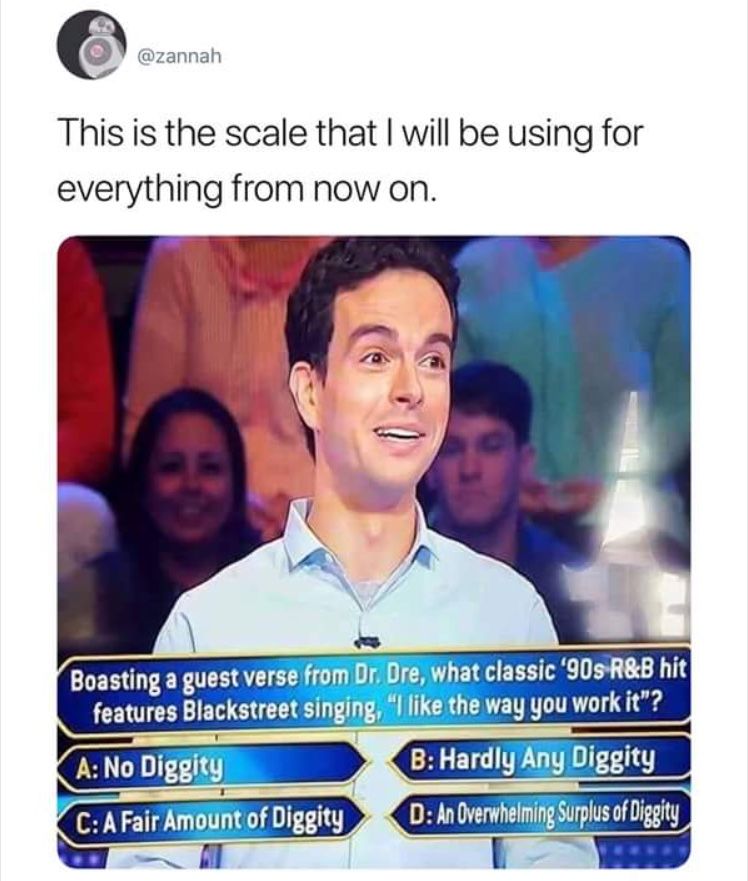 @zannah
This is the scale that I will be using for
everything from now on.
Boasting a guest verse from Dr. Dre, what classic '90s R&B hit
features Blackstreet singing, "I like the way you work it"?
A: No Diggity
B: Hardly Any Diggity
C: A Fair Amount of Diggity
D: An Overwhelming Surplus of Diggity